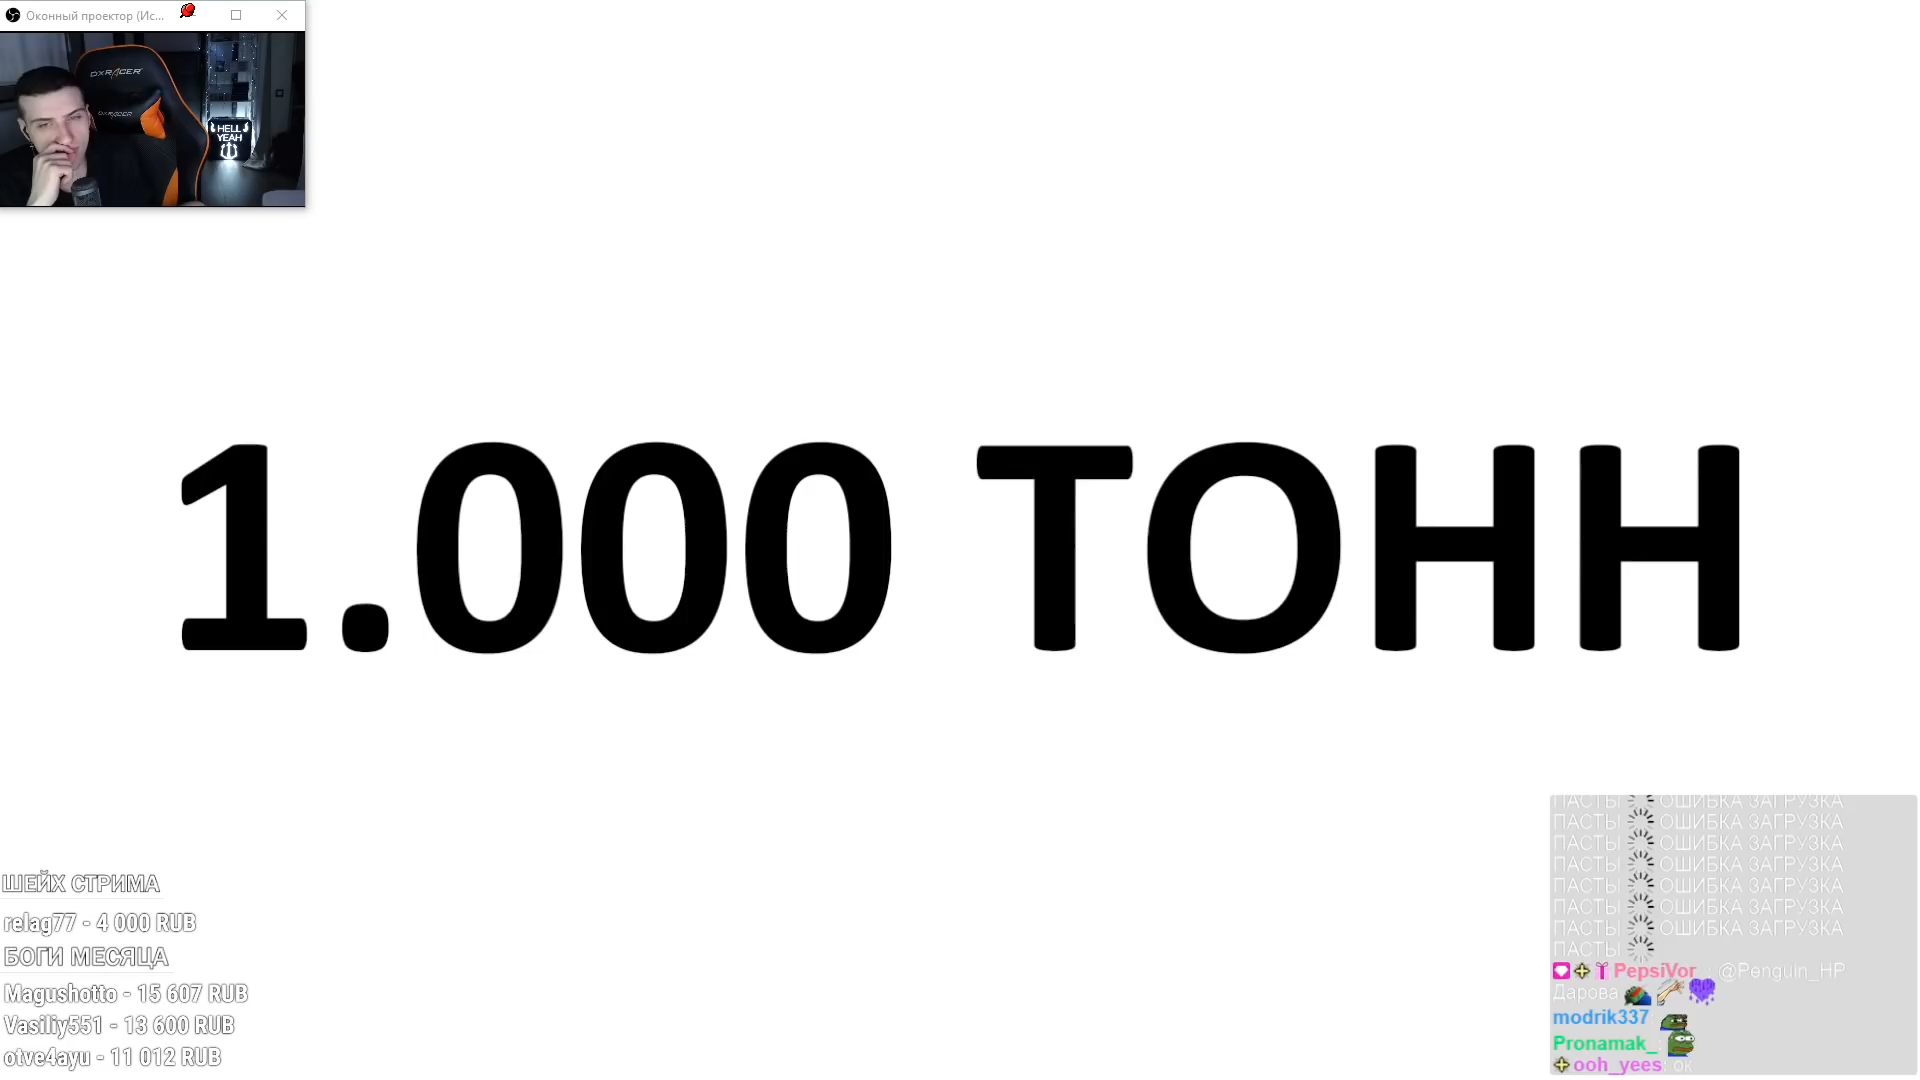 Оконный проектор (Ис...
DXRACER
DXRACER
HELL
YEAH
1.000 ТОНН
ШЕЙХ СТРИМА
relag77 - 4 000 RUB
БОГИ МЕСЯЦА
Magushotto - 15 607 RUB
Vasiliy551 - 13 600 RUB
otve4ayu - 11 012 RUB
ПАСТЫ ОШИБКА ЗАГРУЗКА
ПАСТЫ ОШИБКА ЗАГРУЗКА
ПАСТЫ ОШИБКА ЗАГРУЗКА
ПАСТЫ ОШИБКА ЗАГРУЗКА
ПАСТЫ ОШИБКА ЗАГРУЗКА
ПАСТЫ ОШИБКА ЗАГРУЗКА
ПАСТЫ ОШИБКА ЗАГРУЗКА
ПАСТЫ
PepsiVor : @Penguin_HP
Дарова
modrik337 :
Pronamak_ :
ooh_yees : ok